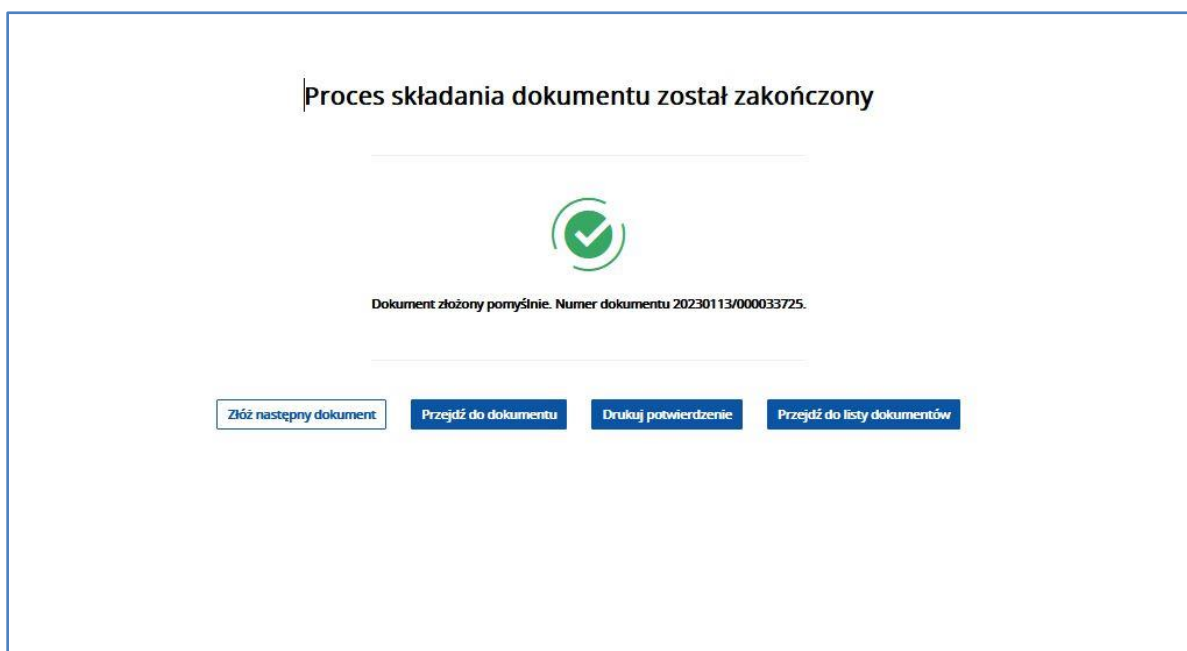 Proces składania dokumentu został zakończony
Dokument złożony pomyślnie. Numer dokumentu 20230113/000033725.
Złóż następny dokument
Przejdź do dokumentu
Drukuj potwierdzenie
Przejdź do listy dokumentów